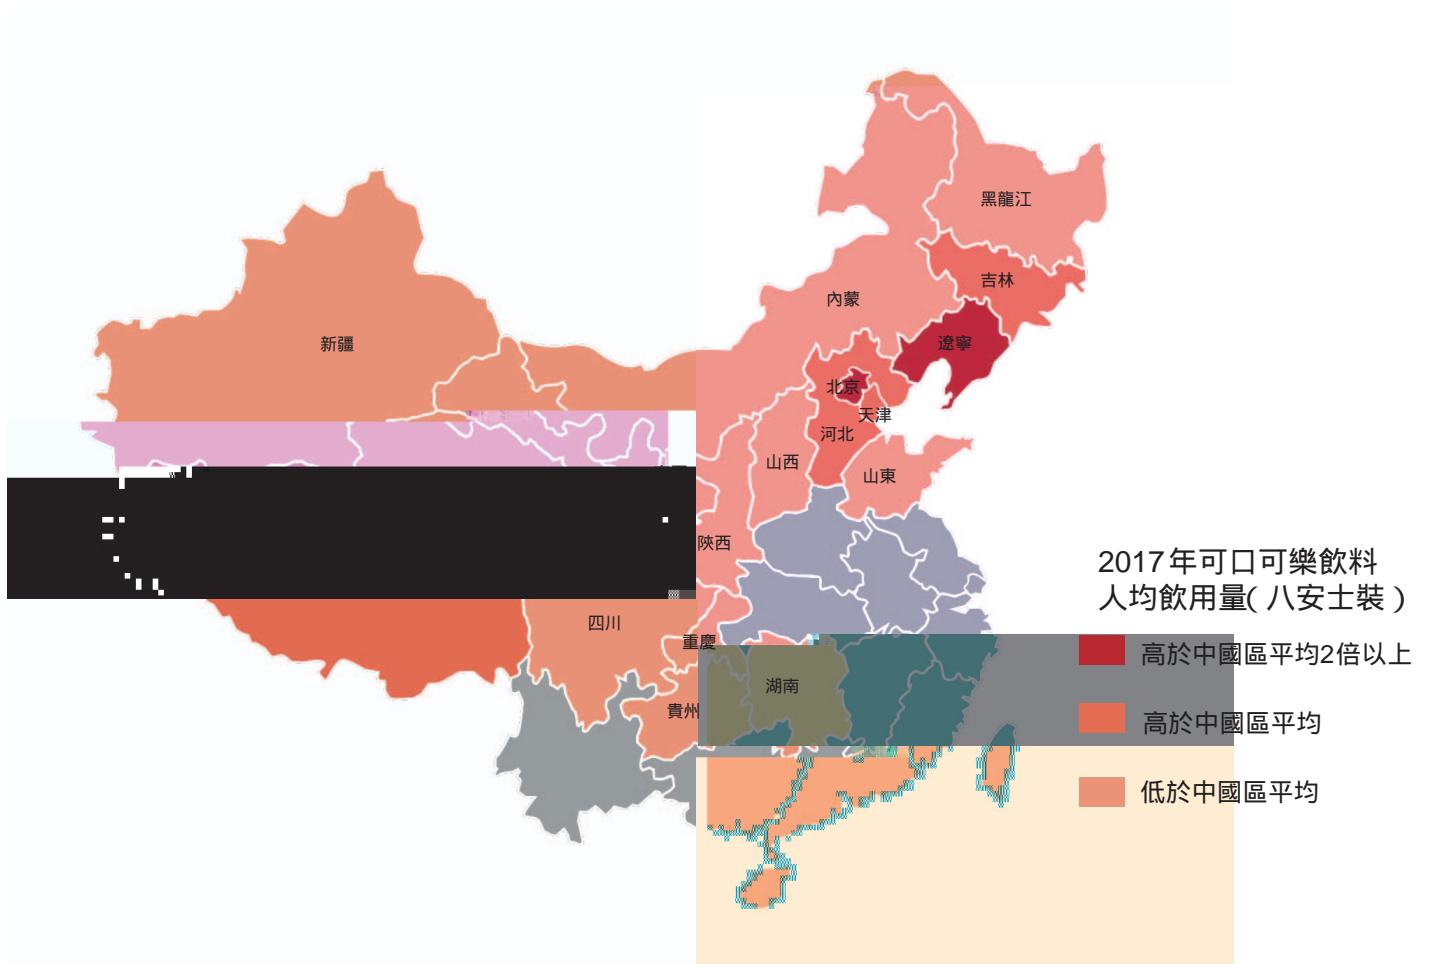 黑龍江
吉林
內蒙
遼寧
新疆
北京
天津
河北
山西
山東
陝西
2017年可口可樂飲料
人均飲用量(八安士裝)
四川
重慶
高於中國區平均2倍以上
湖南
貴州
高於中國區平均
低於中國區平均